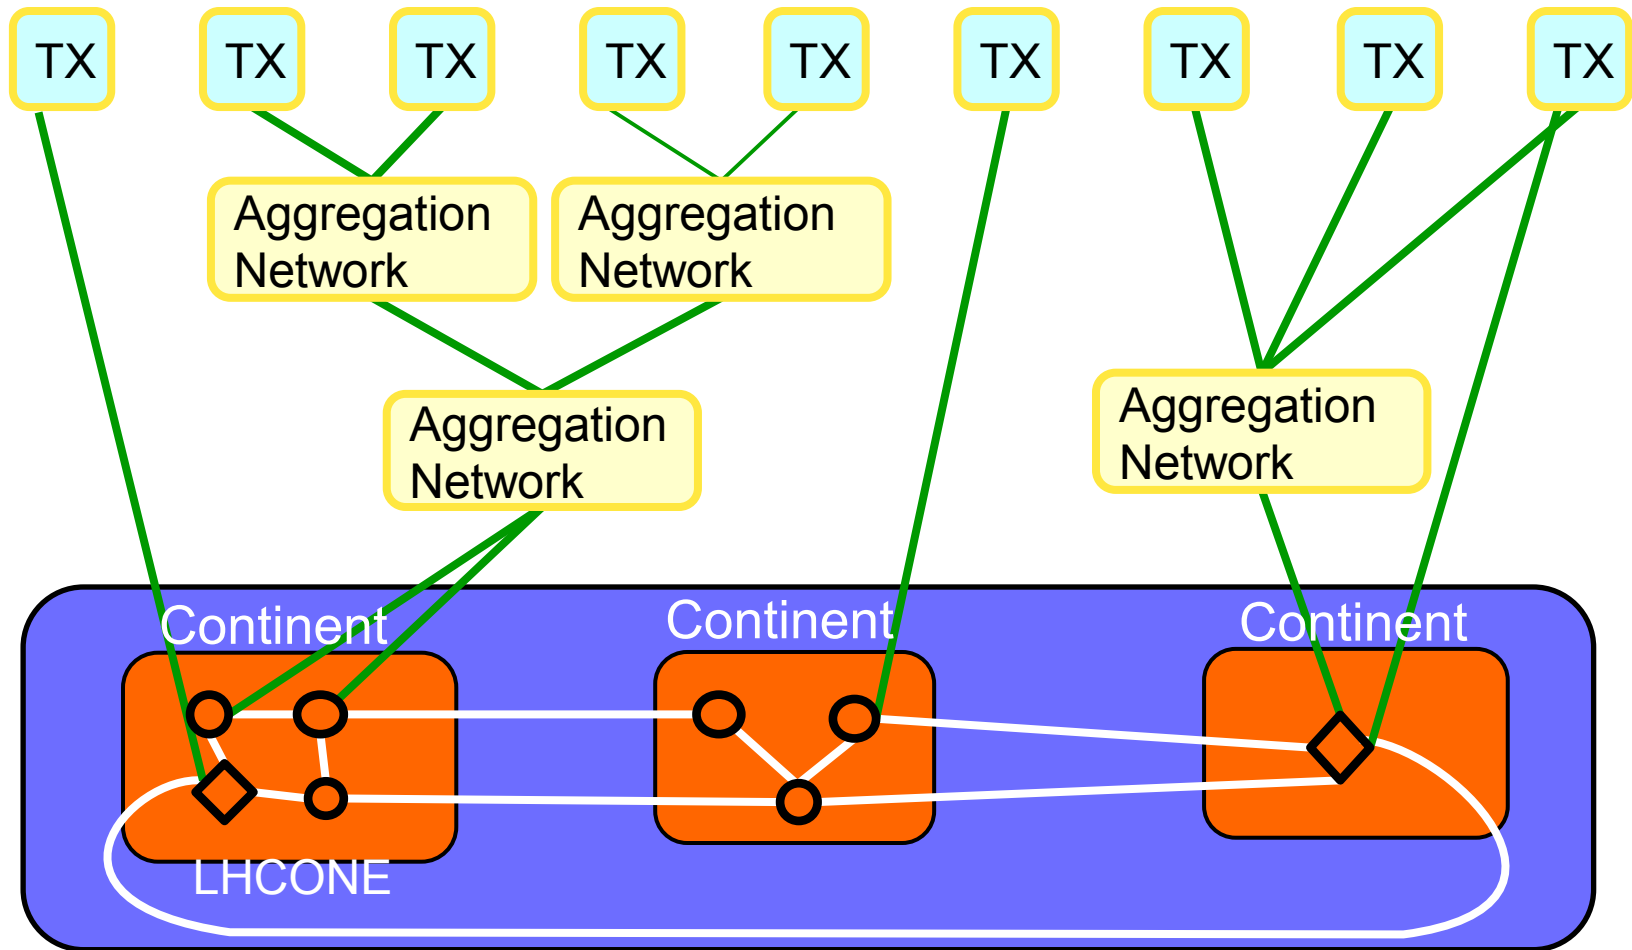 TX
TX
TX
TX
TX
TX
TX
TX
TX
Aggregation
Network
Aggregation
Network
Aggregation
Network
Aggregation
Network
Continent
Continent
Continent
LHCONE